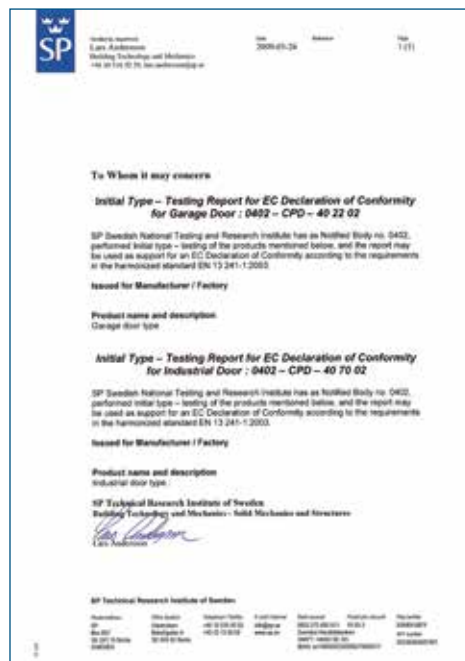 SP
Lars Andersson
Building Technology and Mechanics
Date
Reference
Page
1 (1)
To Whom it may concern
Initial Type – Testing Report for EC Declaration of Conformity
for Garage Door : 0402 – CPD – 40 22 02
SP Swedish National Testing and Research Institute has as Notified Body no. 0402,
performed initial type – testing of the products mentioned below, and the report may
be used as support for an EC Declaration of Conformity according to the requirements
in the harmonized standard EN 13 241-1:2003.
Issued for Manufacturer / Factory
Product name and description
Garage door type
Initial Type – Testing Report for EC Declaration of Conformity
for Industrial Door : 0402 – CPD – 40 70 02
SP Swedish National Testing and Research Institute has as Notified Body no. 0402,
performed initial type – testing of the products mentioned below, and the report may
be used as support for an EC Declaration of Conformity according to the requirements
in the harmonized standard EN 13 241-1:2003.
Issued for Manufacturer / Factory
Product name and description
Industrial door type :
SP Technical Research Institute of Sweden
Building Technology and Mechanics - Solid Mechanics and Structures
Lars Andersson
SP Technical Research Institute of Sweden